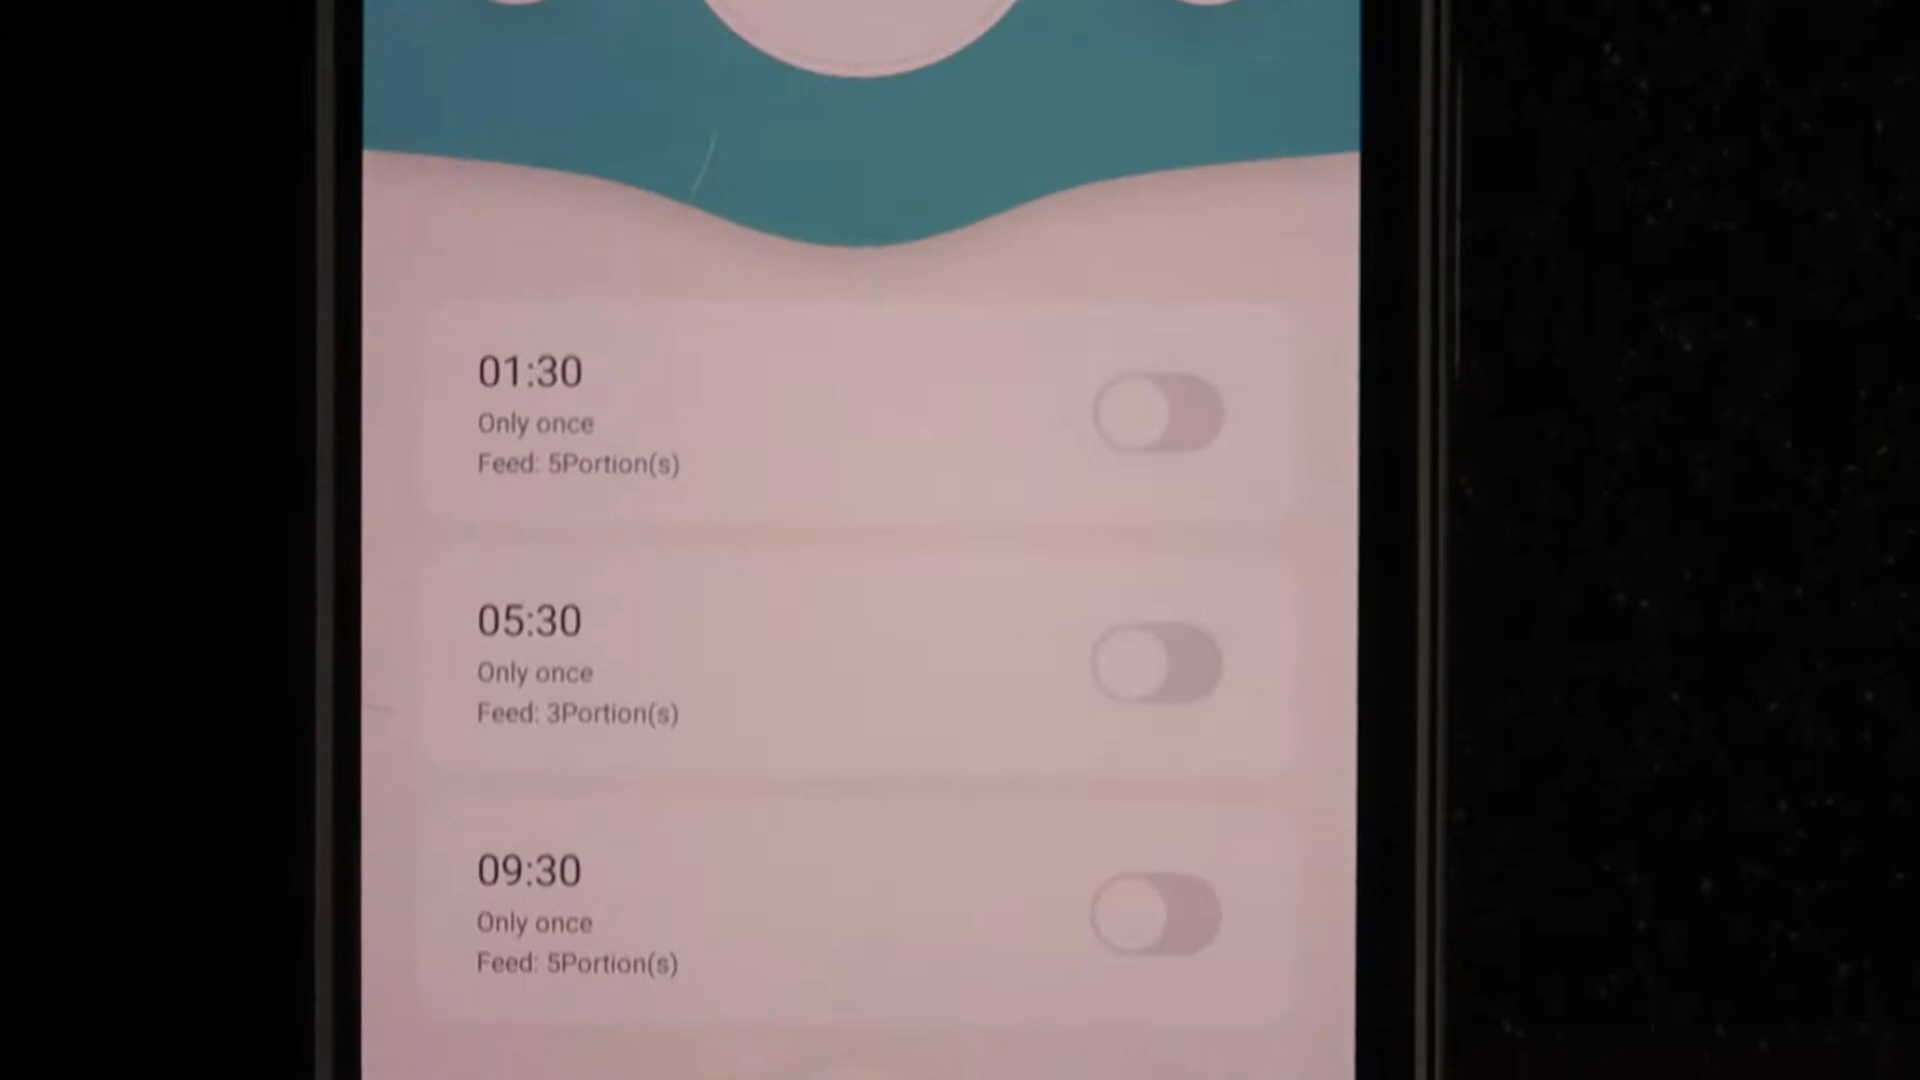 01:30
Only once
Feed: 5Portion(s)
05:30
Only once
Feed: 3Portion(s)
09:30
Only once
Feed: 5Portion(s)